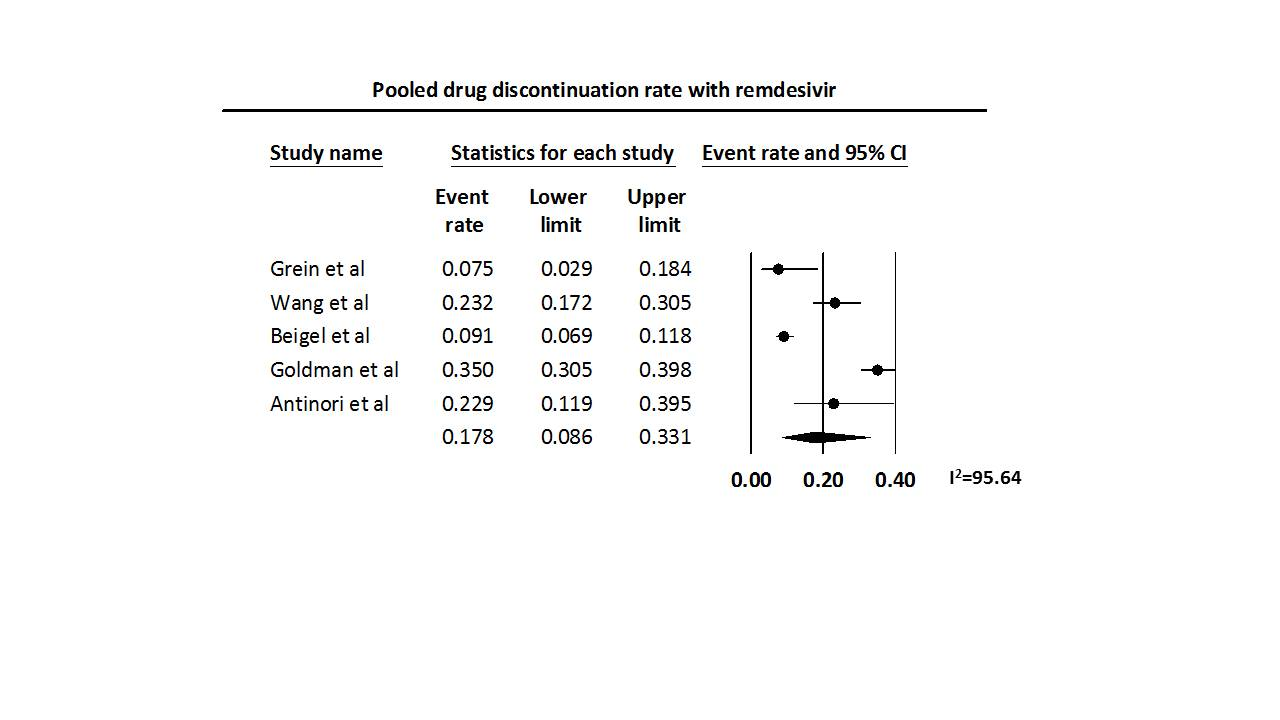 Pooled drug discontinuation rate with remdesivir
Study name Statistics for each study Event rate and 95% CI
Event Lower Upper
rate limit limit
Grein et al 0.075 0.029 0.184
Wang et al 0.232 0.172 0.305
Beigel et al 0.091 0.069 0.118
Goldman et al 0.350 0.305 0.398
Antinori et al 0.229 0.119 0.395
0.178 0.086 0.331
0.00 0.20 0.40 I²=95.64